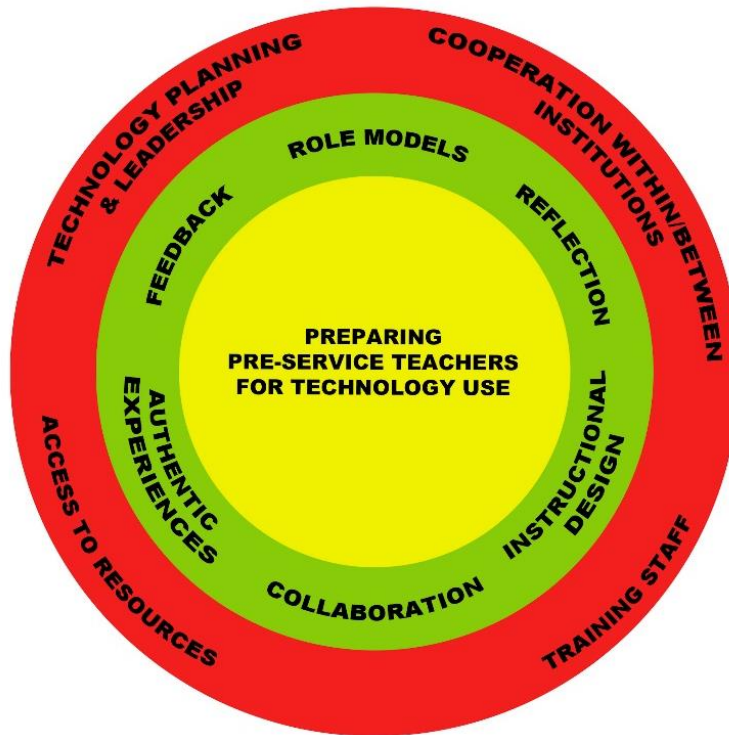 TECHNOLOGY PLANNING
& LEADERSHIP
COOPERATION WITHIN/BETWEEN
INSTITUTIONS
ROLE MODELS
FEEDBACK
REFLECTION
PREPARING
PRE-SERVICE TEACHERS
FOR TECHNOLOGY USE
AUTHENTIC
EXPERIENCES
INSTRUCTIONAL
DESIGN
COLLABORATION
ACCESS TO RESOURCES
TRAINING STAFF